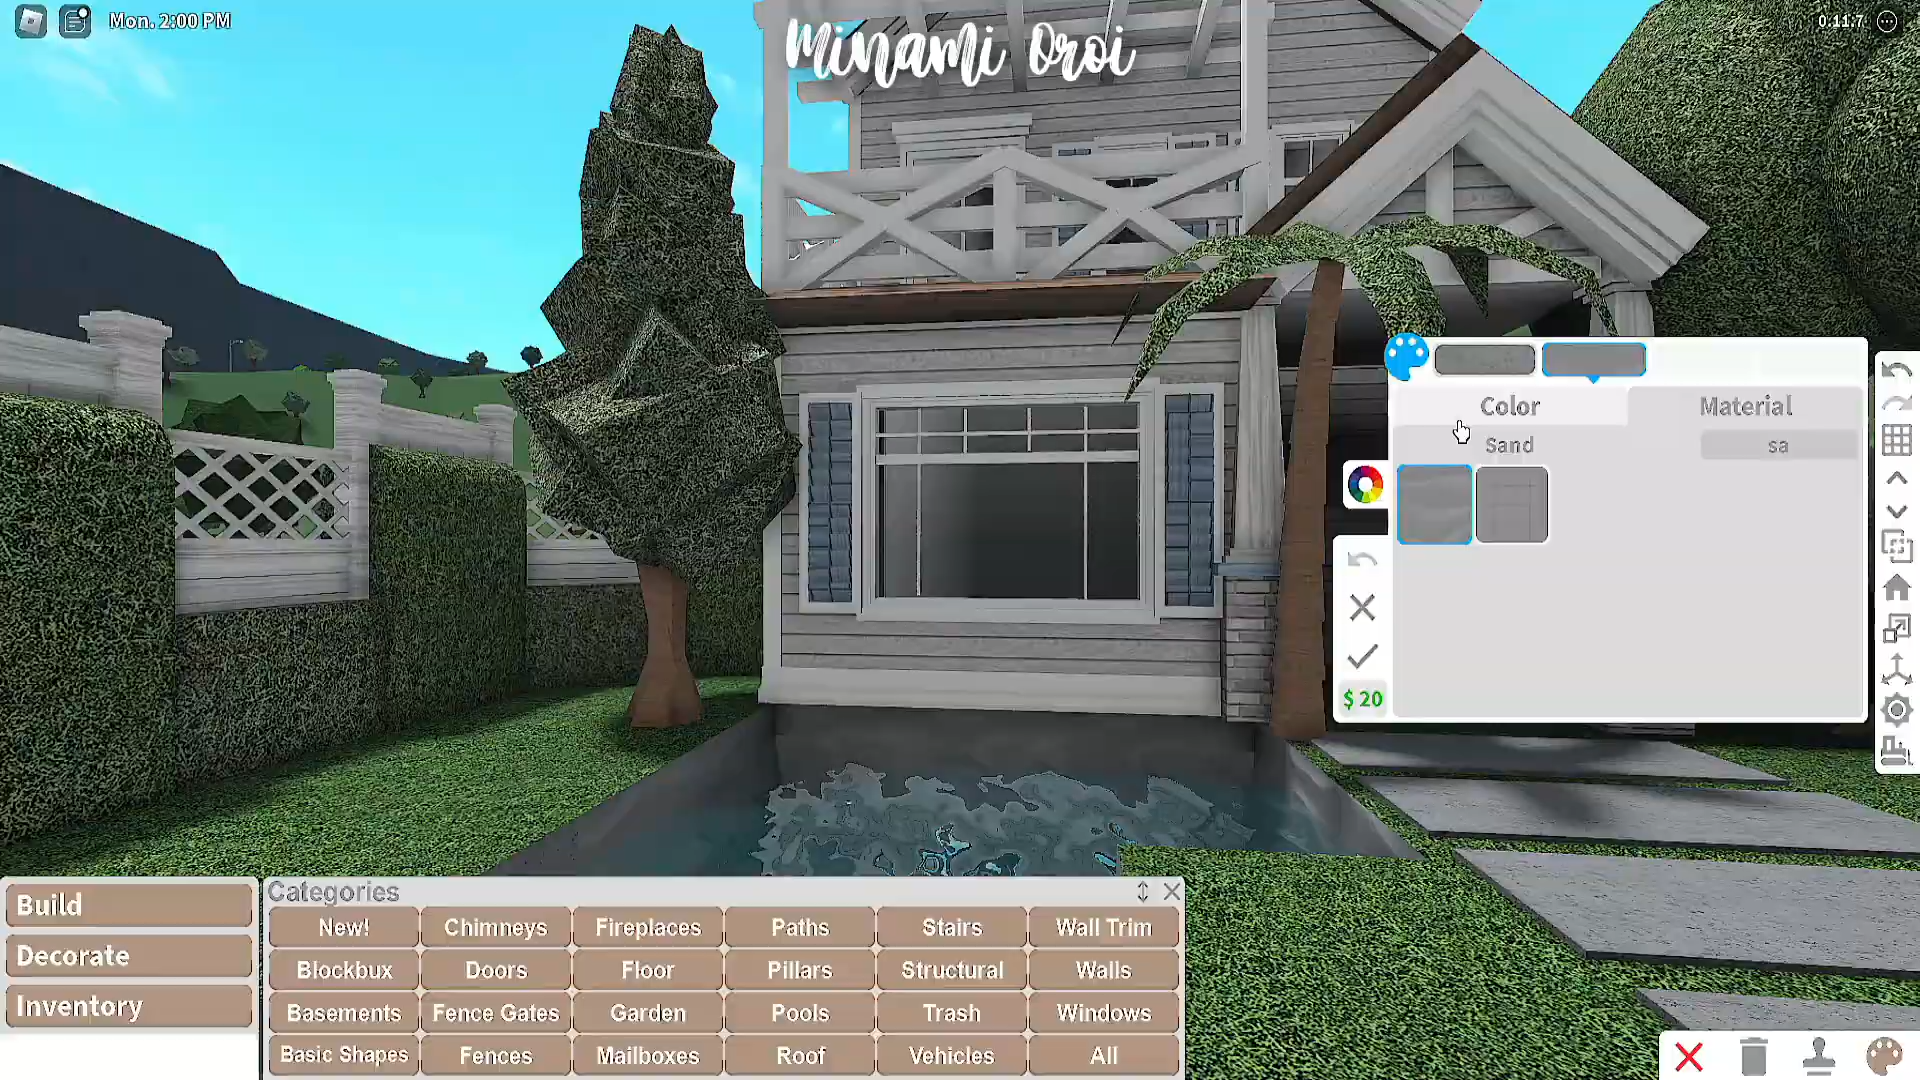 Mon. 2:00 PM
0.11.7
Minami Oroi
Color
Material
Sand
sa
$ 20
Build
Decorate
Inventory
Categories
New! Chimneys Fireplaces Paths Stairs Wall Trim
Blockbux Doors Floor Pillars Structural Walls
Basements Fence Gates Garden Pools Trash Windows
Basic Shapes Fences Mailboxes Roof Vehicles All